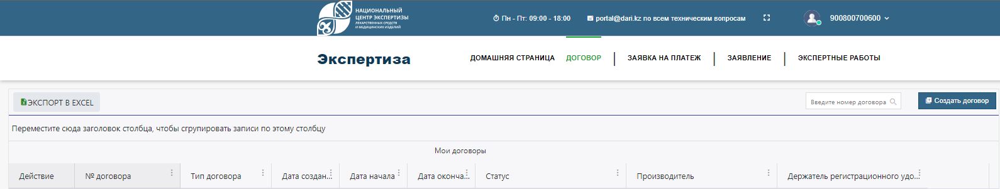 НАЦИОНАЛЬНЫЙ
ЦЕНТР ЭКСПЕРТИЗЫ
ЛЕКАРСТВЕННЫХ СРЕДСТВ
И МЕДИЦИНСКИХ ИЗДЕЛИЙ
Пн - Пт: 09:00 - 18:00 portal@dari.kz по всем техническим вопросам 900800700600
Экспертиза ДОМАШНЯЯ СТРАНИЦА ДОГОВОР ЗАЯВКА НА ПЛАТЕЖ ЗАЯВЛЕНИЕ ЭКСПЕРТНЫЕ РАБОТЫ
ЭКСПОРТ В EXCEL Введите номер договора Создать договор
Переместите сюда заголовок столбца, чтобы сгрупировать записи по этому столбцу
Мои договоры
Действие № договора Тип договора Дата создан... Дата начала Дата оконча... Статус Производитель Держатель регистрационного удо...